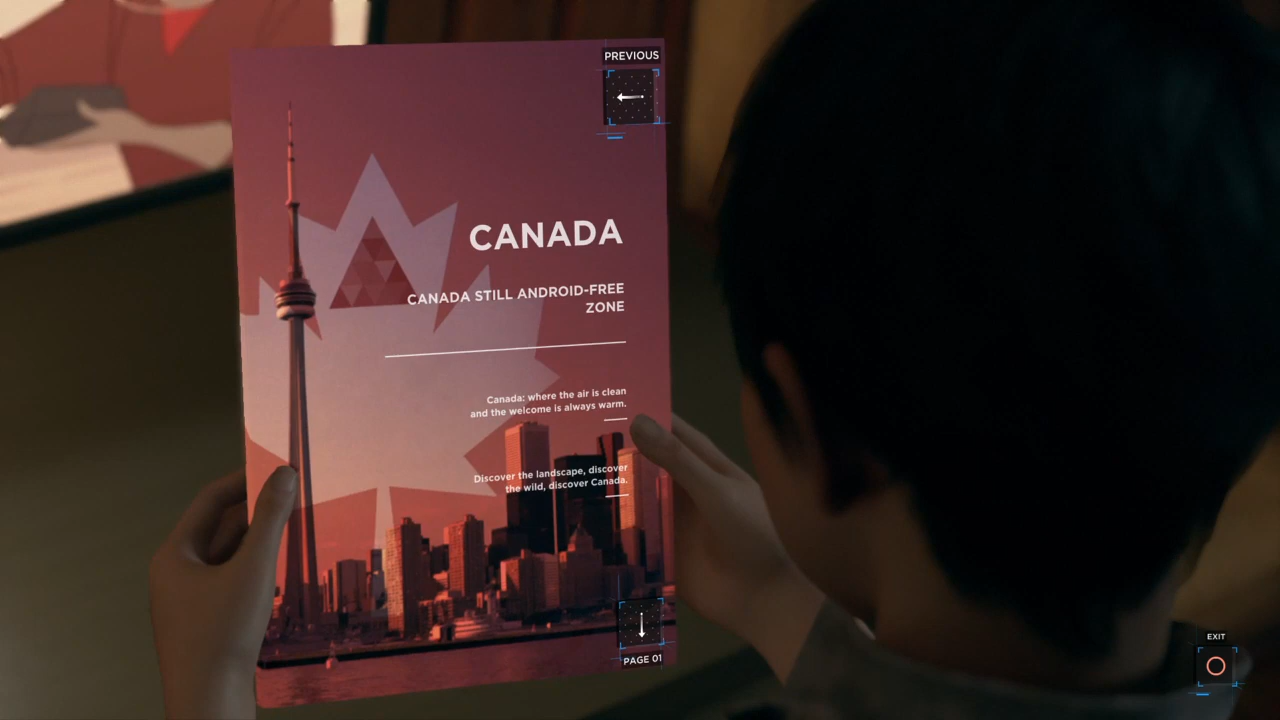 PREVIOUS
CANADA
CANADA STILL ANDROID-FREE
ZONE
Canada: where the air is clean
and the welcome is always warm.
Discover the landscape, discover
the wild, discover Canada.
PAGE 01
EXIT